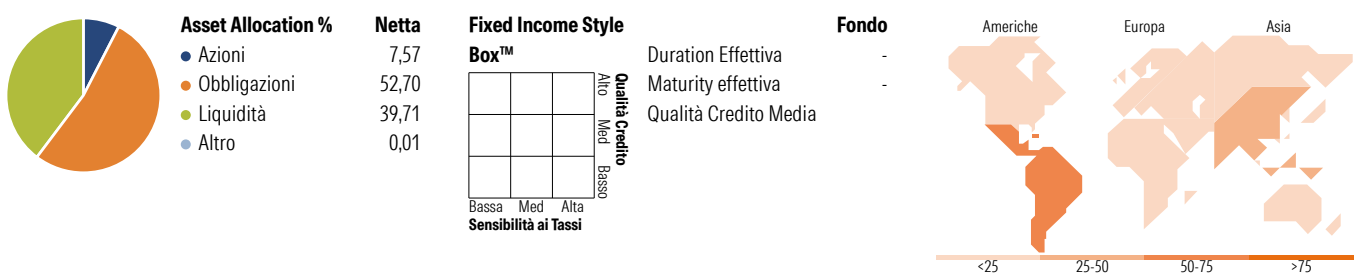 Asset Allocation % Netta
Azioni 7,57
Obbligazioni 52,70
Liquidità 39,71
Altro 0,01
Fixed Income Style Box™
Alto Med Basso
Qualità Credito
Bassa Med Alta
Sensibilità ai Tassi
Fondo
Duration Effettiva -
Maturity effettiva -
Qualità Credito Media
Americhe Europa Asia
<25 25-50 50-75 >75